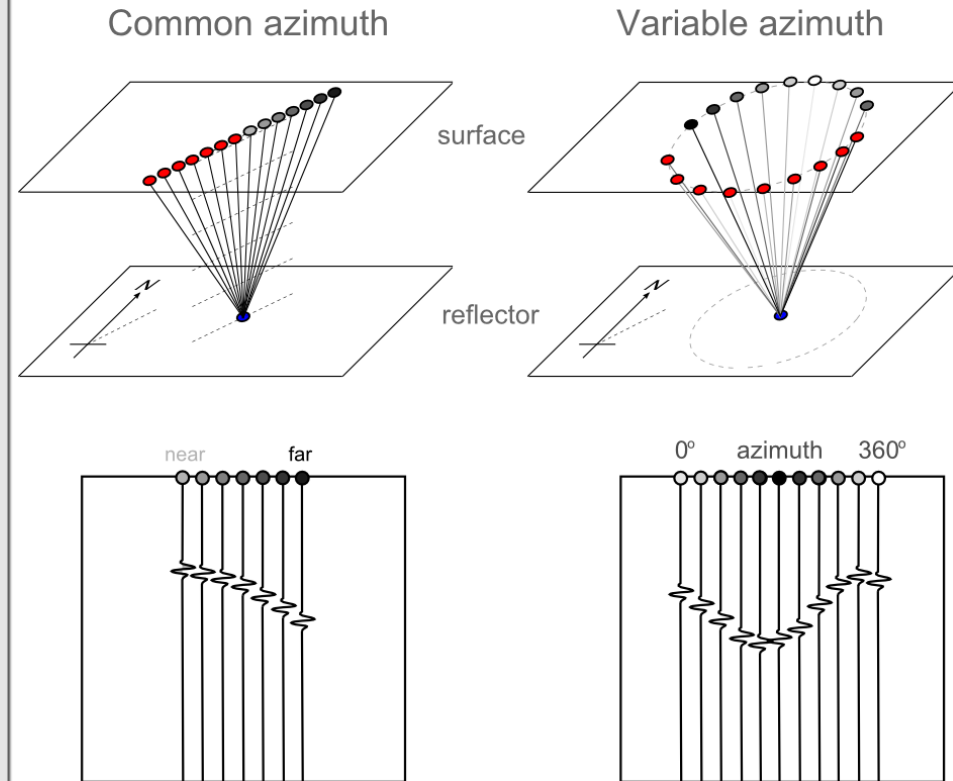 Common azimuth
Variable azimuth
surface
N
N
reflector
near
far
0º
azimuth
360º